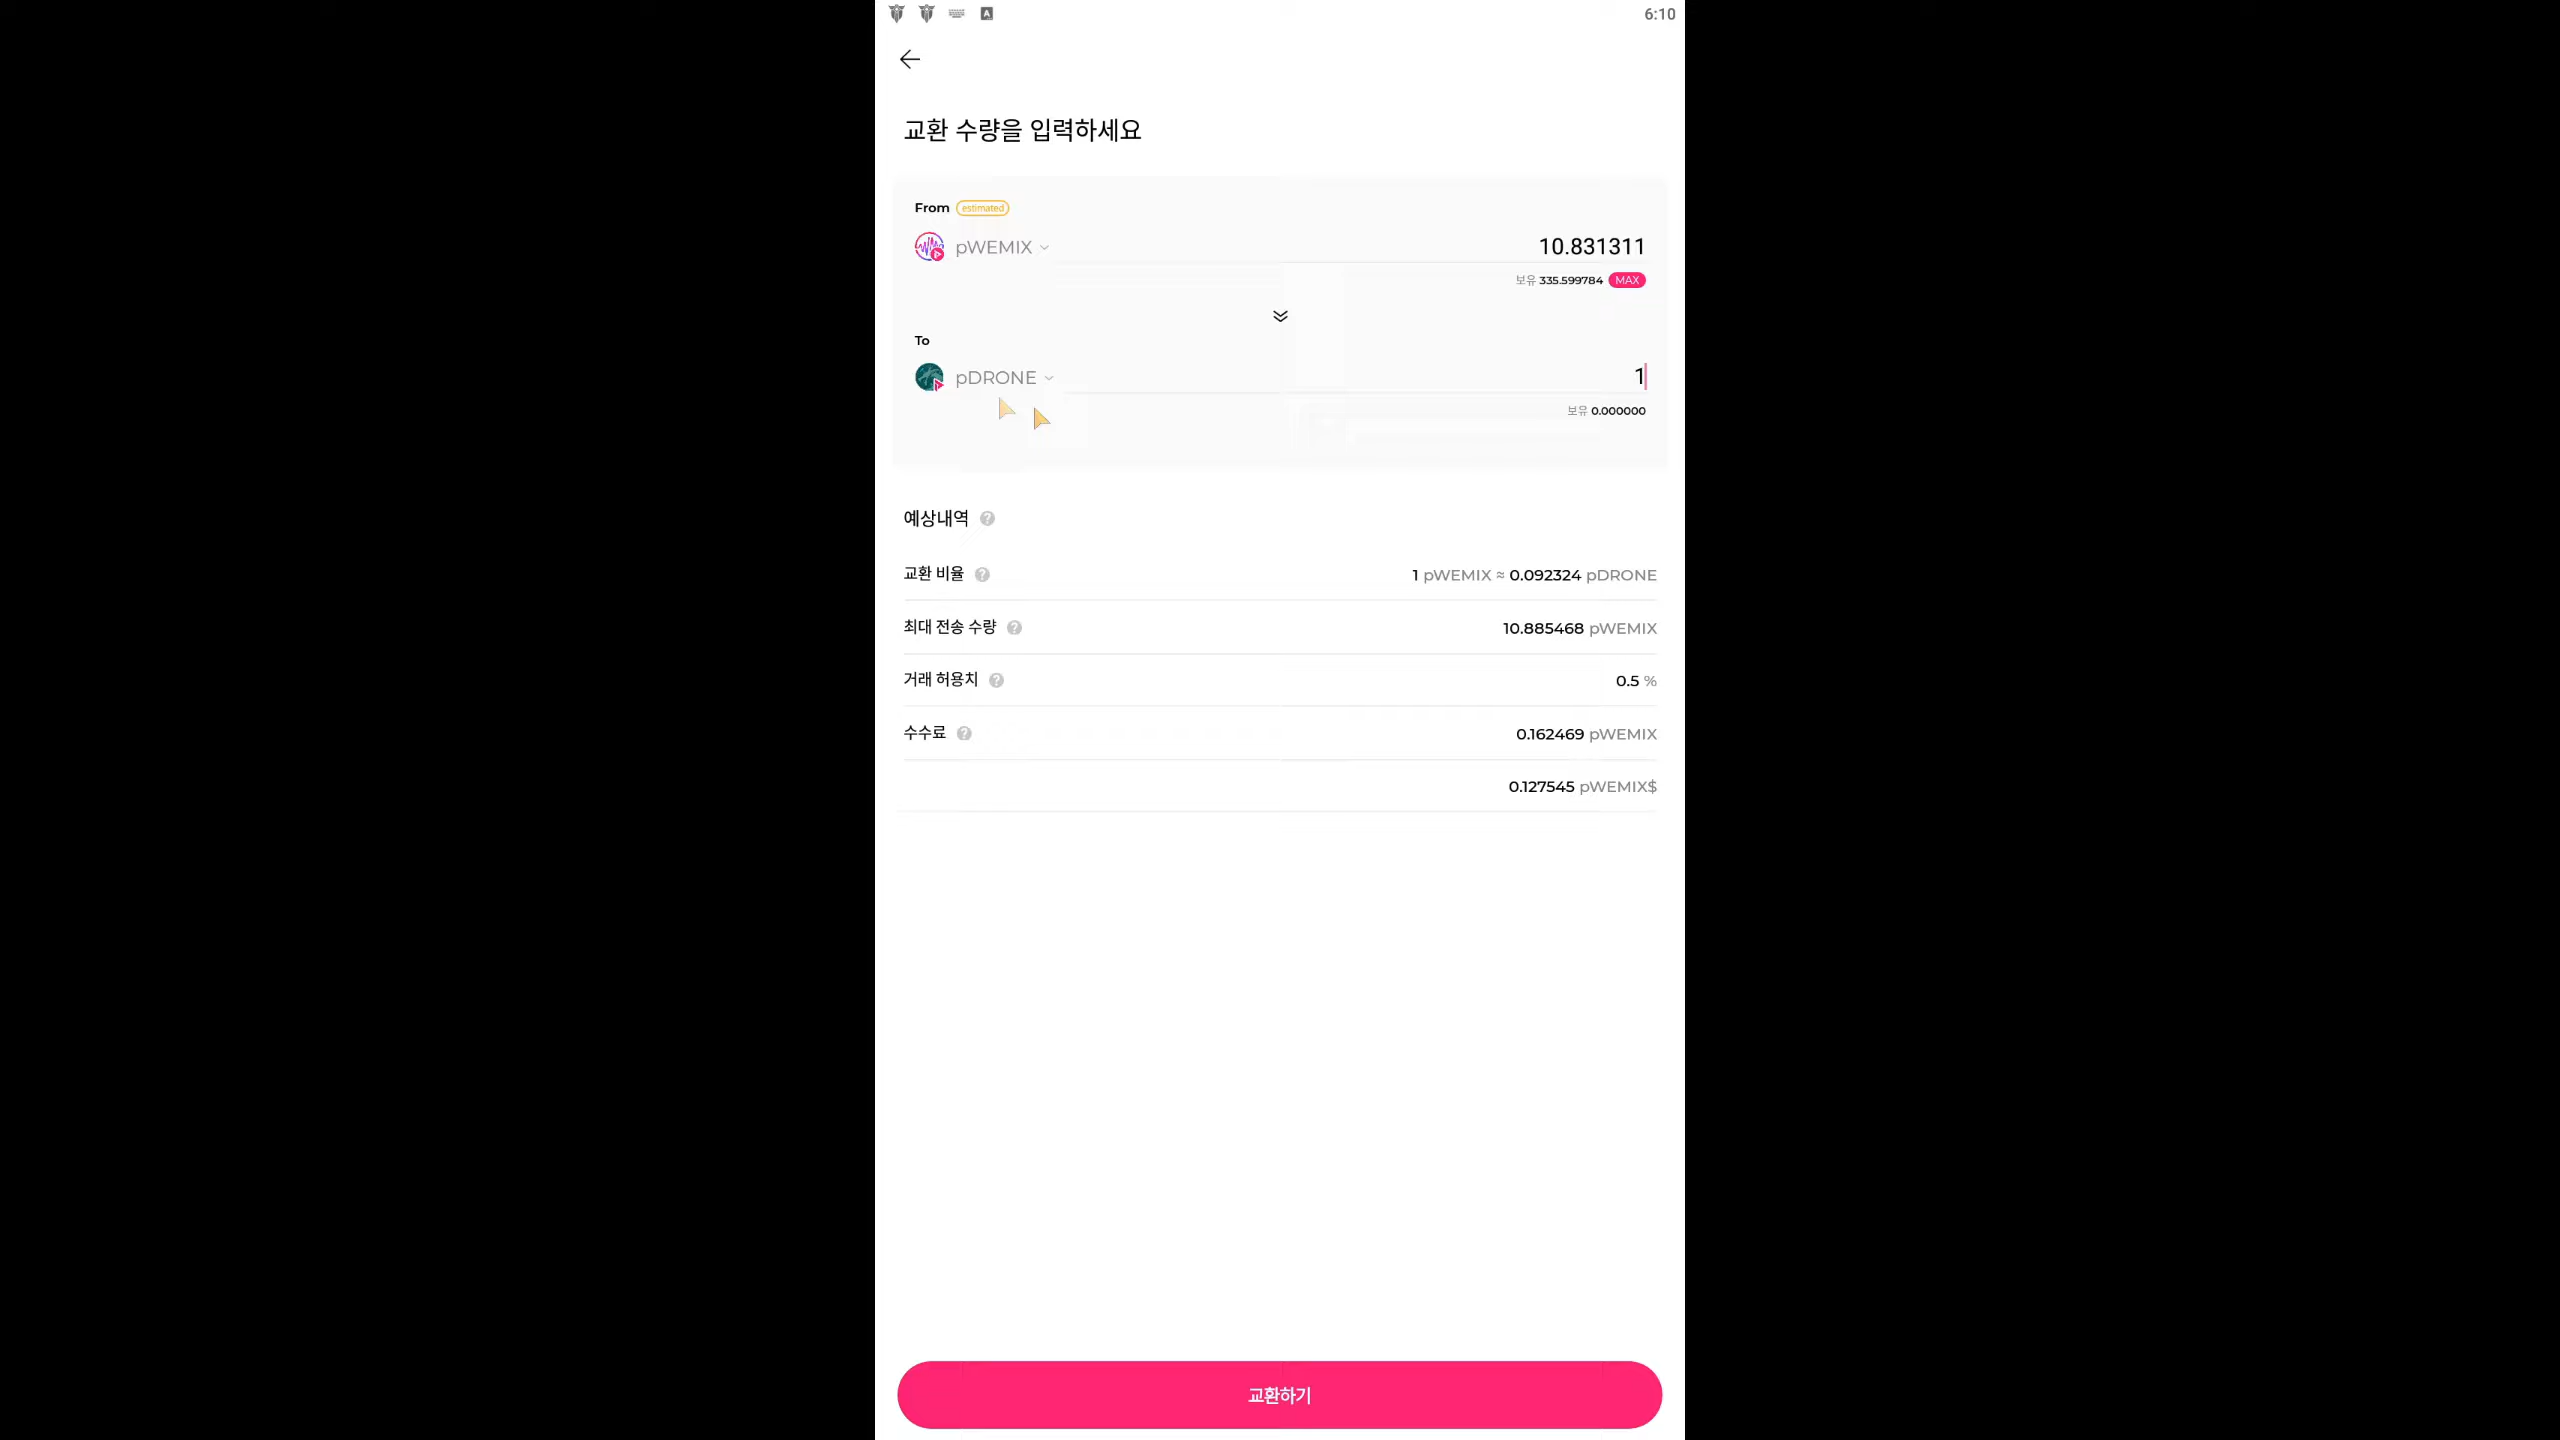 6:10
교환 수량을 입력하세요
From estimated
pWEMIX 10.831311
보유 335.599784 MAX
To
pDRONE 1
보유 0.000000
예상내역 ?
교환 비율 ? 1 pWEMIX ≈ 0.092324 pDRONE
최대 전송 수량 ? 10.885468 pWEMIX
거래 허용치 ? 0.5 %
수수료 ? 0.162469 pWEMIX
0.127545 pWEMIX$
교환하기